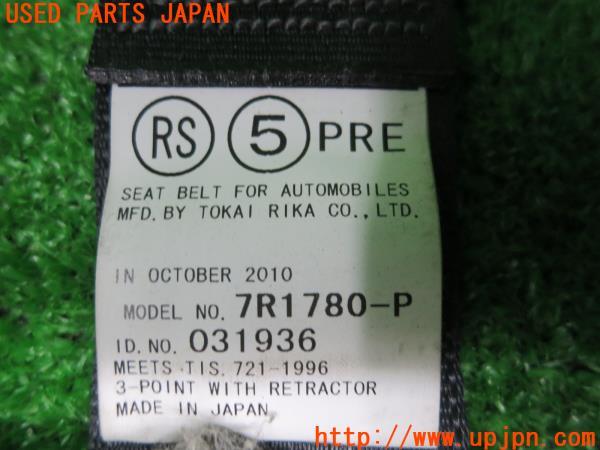 USED PARTS JAPAN
RS 5 PRE
SEAT BELT FOR AUTOMOBILES
MFD. BY TOKAI RIKA CO., LTD.
IN OCTOBER 2010
MODEL NO. 7R1780-P
ID. NO. 031936
MEETS TIS. 721-1996
3-POINT WITH RETRACTOR
MADE IN JAPAN.
http://www.upjpn.com/